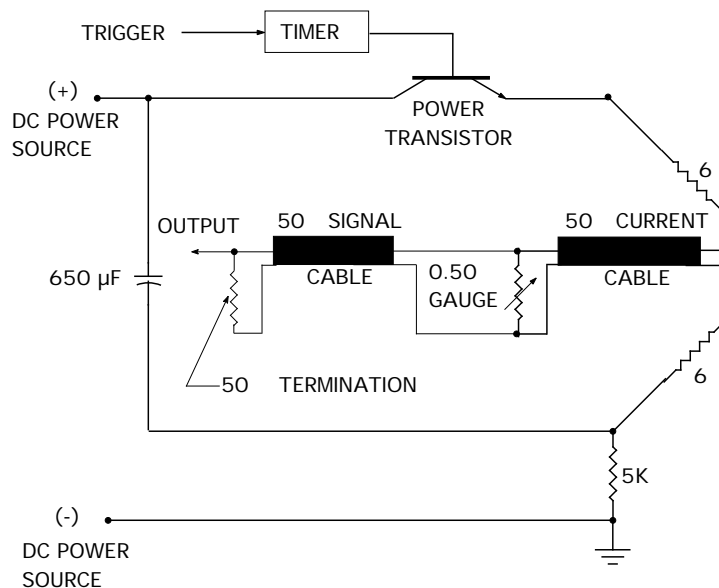 TRIGGER
TIMER
(+)
DC POWER
SOURCE
POWER
TRANSISTOR
6
OUTPUT
50 SIGNAL
CABLE
50 CURRENT
CABLE
650 µF
0.50
GAUGE
50 TERMINATION
6
5K
(-)
DC POWER
SOURCE